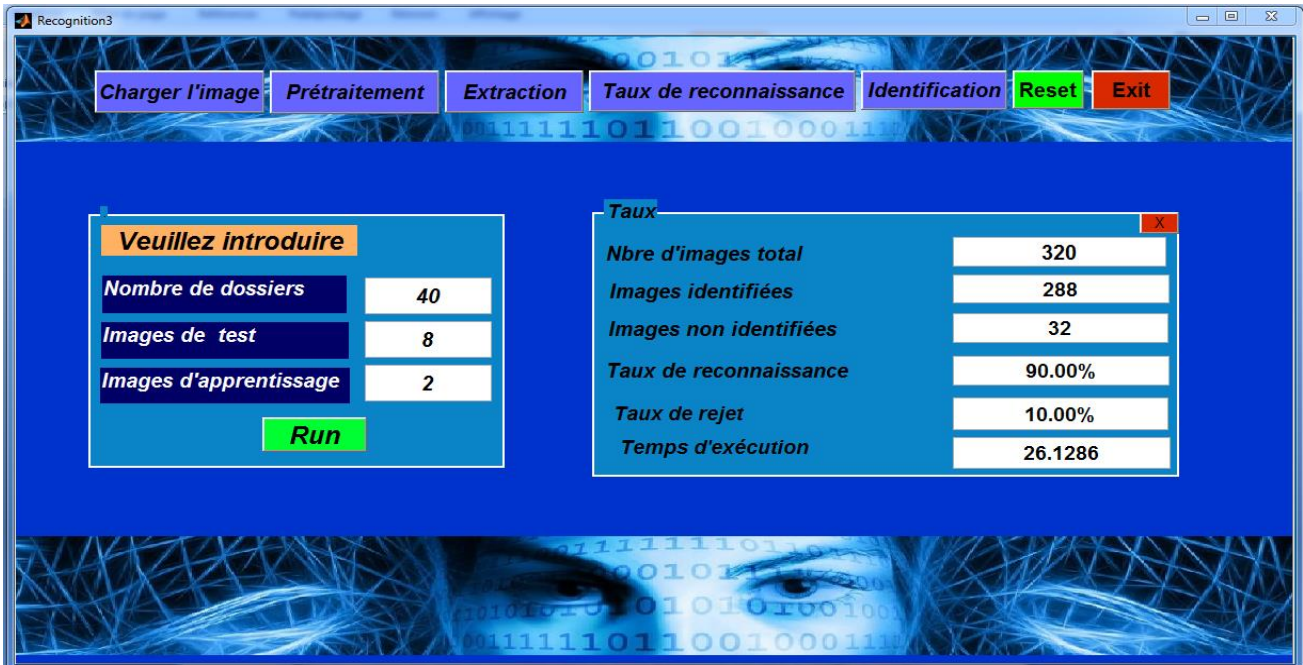 Recognition3
Charger l'image Prétraitement Extraction Taux de reconnaissance Identification Reset Exit
Veuillez introduire
Nombre de dossiers 40
Images de test 8
Images d'apprentissage 2
Run
Taux
X
Nbre d'images total 320
Images identifiées 288
Images non identifiées 32
Taux de reconnaissance 90.00%
Taux de rejet 10.00%
Temps d'exécution 26.1286